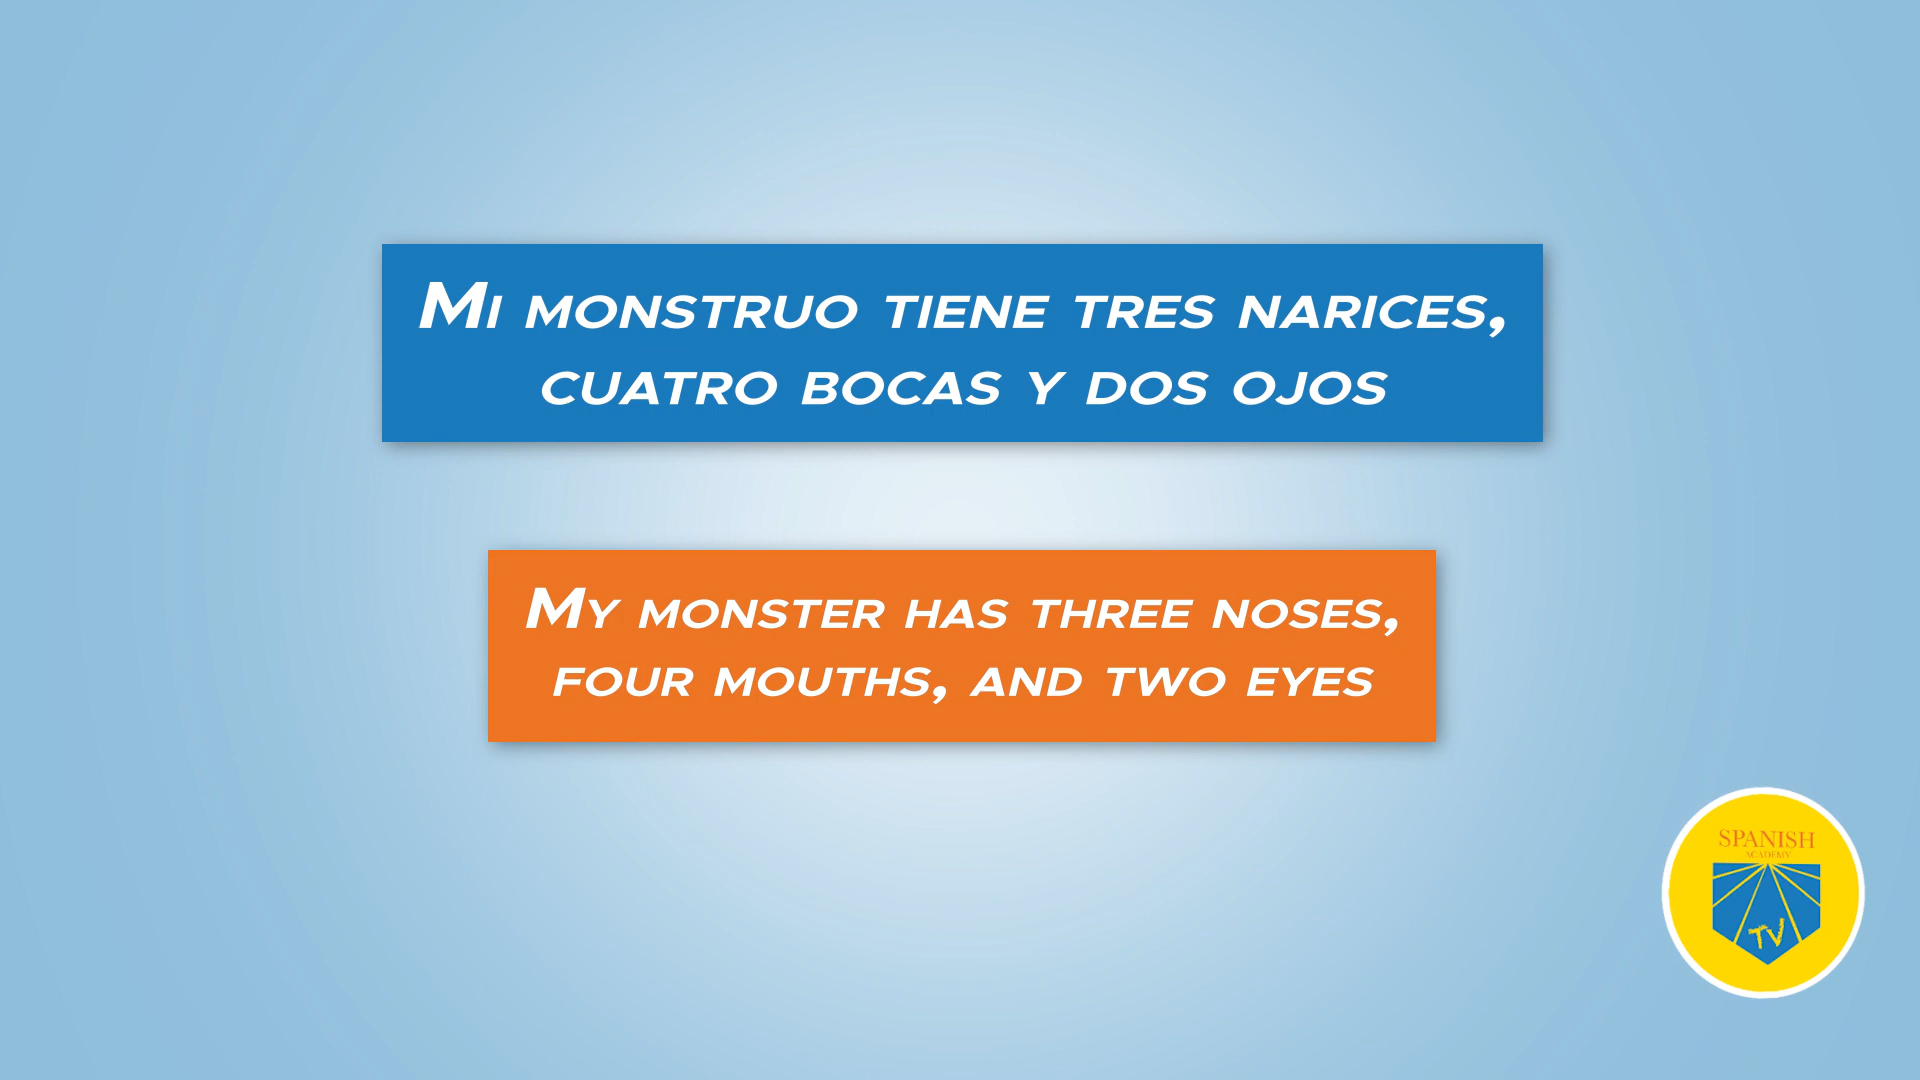 Mi monstruo tiene tres narices,
cuatro bocas y dos ojos
My monster has three noses,
four mouths, and two eyes
SPANISH
ACADEMY
TV